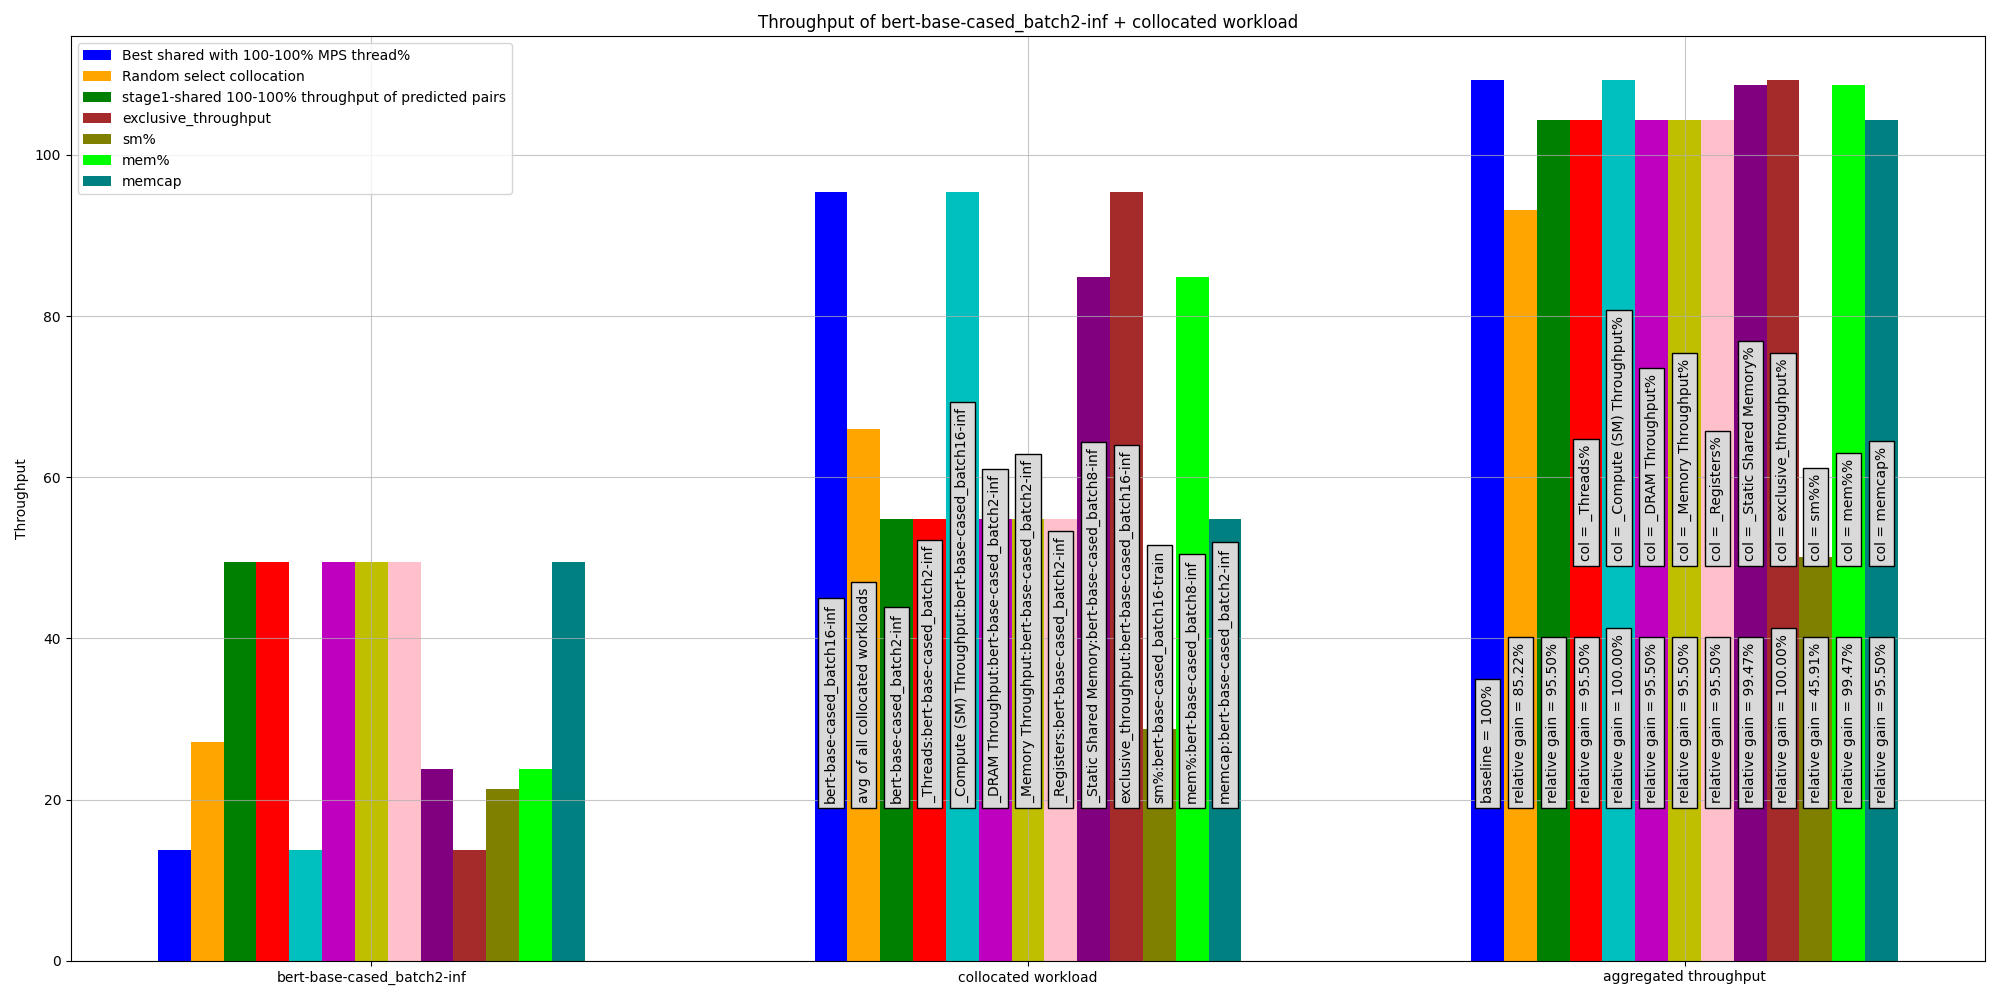 Throughput of bert-base-cased_batch2-inf + collocated workload
Best shared with 100-100% MPS thread%
Random select collocation
stage1-shared 100-100% throughput of predicted pairs
exclusive_throughput
sm%
mem%
memcap
Throughput
100
80
60
40
20
0
bert-base-cased_batch16-inf
avg of all collocated workloads
bert-base-cased_batch2-inf
_Threads:bert-base-cased_batch2-inf
_Compute (SM) Throughput:bert-base-cased_batch16-inf
_DRAM Throughput:bert-base-cased_batch2-inf
_Memory Throughput:bert-base-cased_batch2-inf
_Registers:bert-base-cased_batch2-inf
_Static Shared Memory:bert-base-cased_batch8-inf
exclusive_throughput:bert-base-cased_batch16-inf
sm%:bert-base-cased_batch16-train
mem%:bert-base-cased_batch8-inf
memcap:bert-base-cased_batch2-inf
col = _Threads%
col = _Compute (SM) Throughput%
col = _DRAM Throughput%
col = _Memory Throughput%
col = _Registers%
col = _Static Shared Memory%
col = exclusive_throughput%
col = sm%%
col = mem%%
col = memcap%
baseline = 100%
relative gain = 85.22%
relative gain = 95.50%
relative gain = 95.50%
relative gain = 100.00%
relative gain = 95.50%
relative gain = 95.50%
relative gain = 95.50%
relative gain = 99.47%
relative gain = 100.00%
relative gain = 45.91%
relative gain = 99.47%
relative gain = 95.50%
bert-base-cased_batch2-inf
collocated workload
aggregated throughput